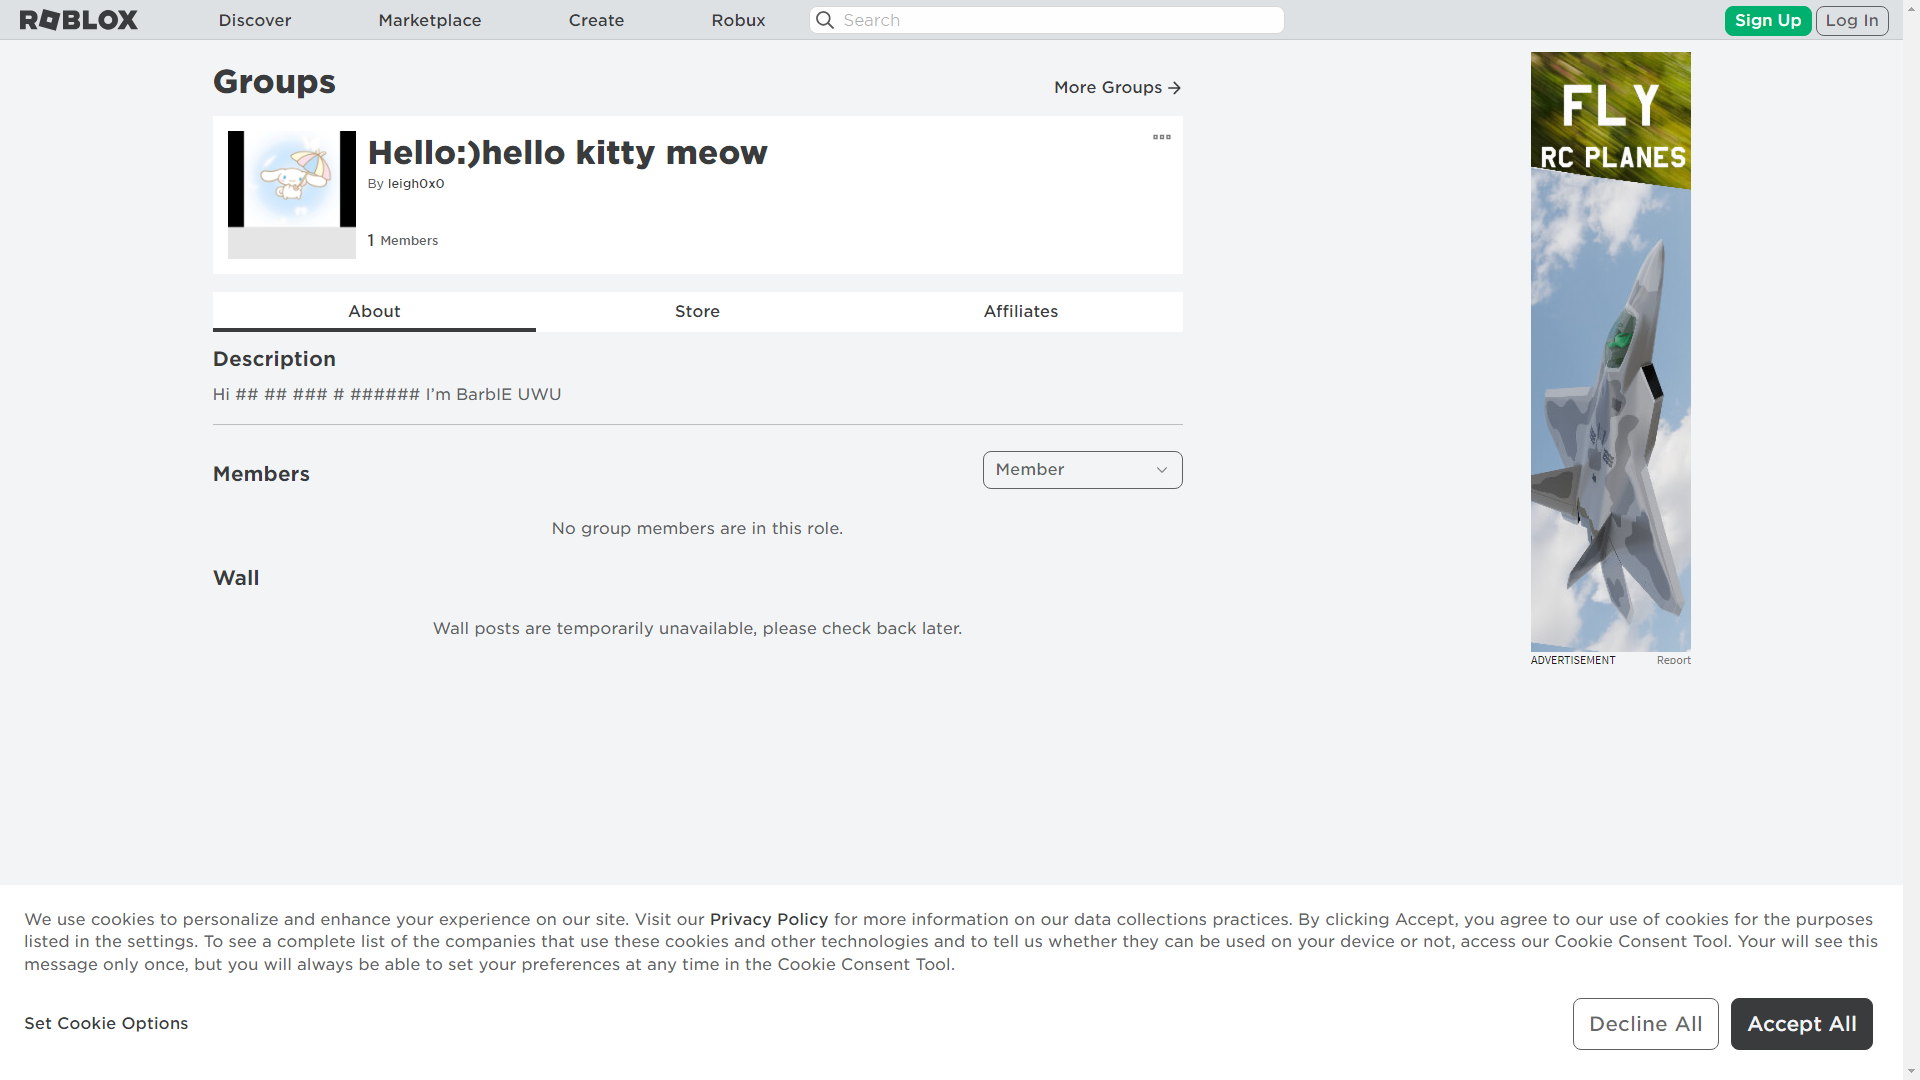 ROBLOX
Discover
Marketplace
Create
Robux
Search
Sign Up
Log In
Groups
More Groups
Hello:)hello kitty meow
By leigh0x0
1 Members
About
Store
Affiliates
Description
Hi ## ## ### # ###### I’m BarbIE UWU
Members
Member
No group members are in this role.
Wall
Wall posts are temporarily unavailable, please check back later.
FLY
RC PLANES
ADVERTISEMENT
Report
We use cookies to personalize and enhance your experience on our site. Visit our Privacy Policy for more information on our data collections practices. By clicking Accept, you agree to our use of cookies for the purposes
listed in the settings. To see a complete list of the companies that use these cookies and other technologies and to tell us whether they can be used on your device or not, access our Cookie Consent Tool. Your will see this
message only once, but you will always be able to set your preferences at any time in the Cookie Consent Tool.
Set Cookie Options
Decline All
Accept All